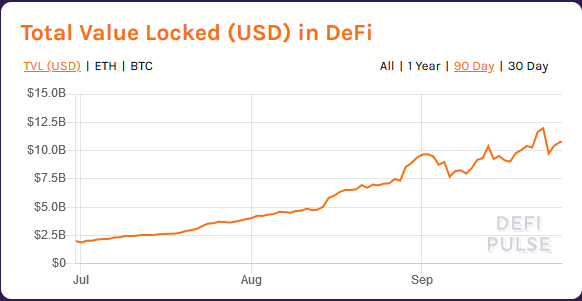 Total Value Locked (USD) in DeFi
TVL (USD) | ETH | BTC
All | 1 Year | 90 Day | 30 Day
$15.0B
$12.5B
$10.0B
$7.5B
$5.0B
$2.5B
$0
DEFI
PULSE
Jul
Aug
Sep